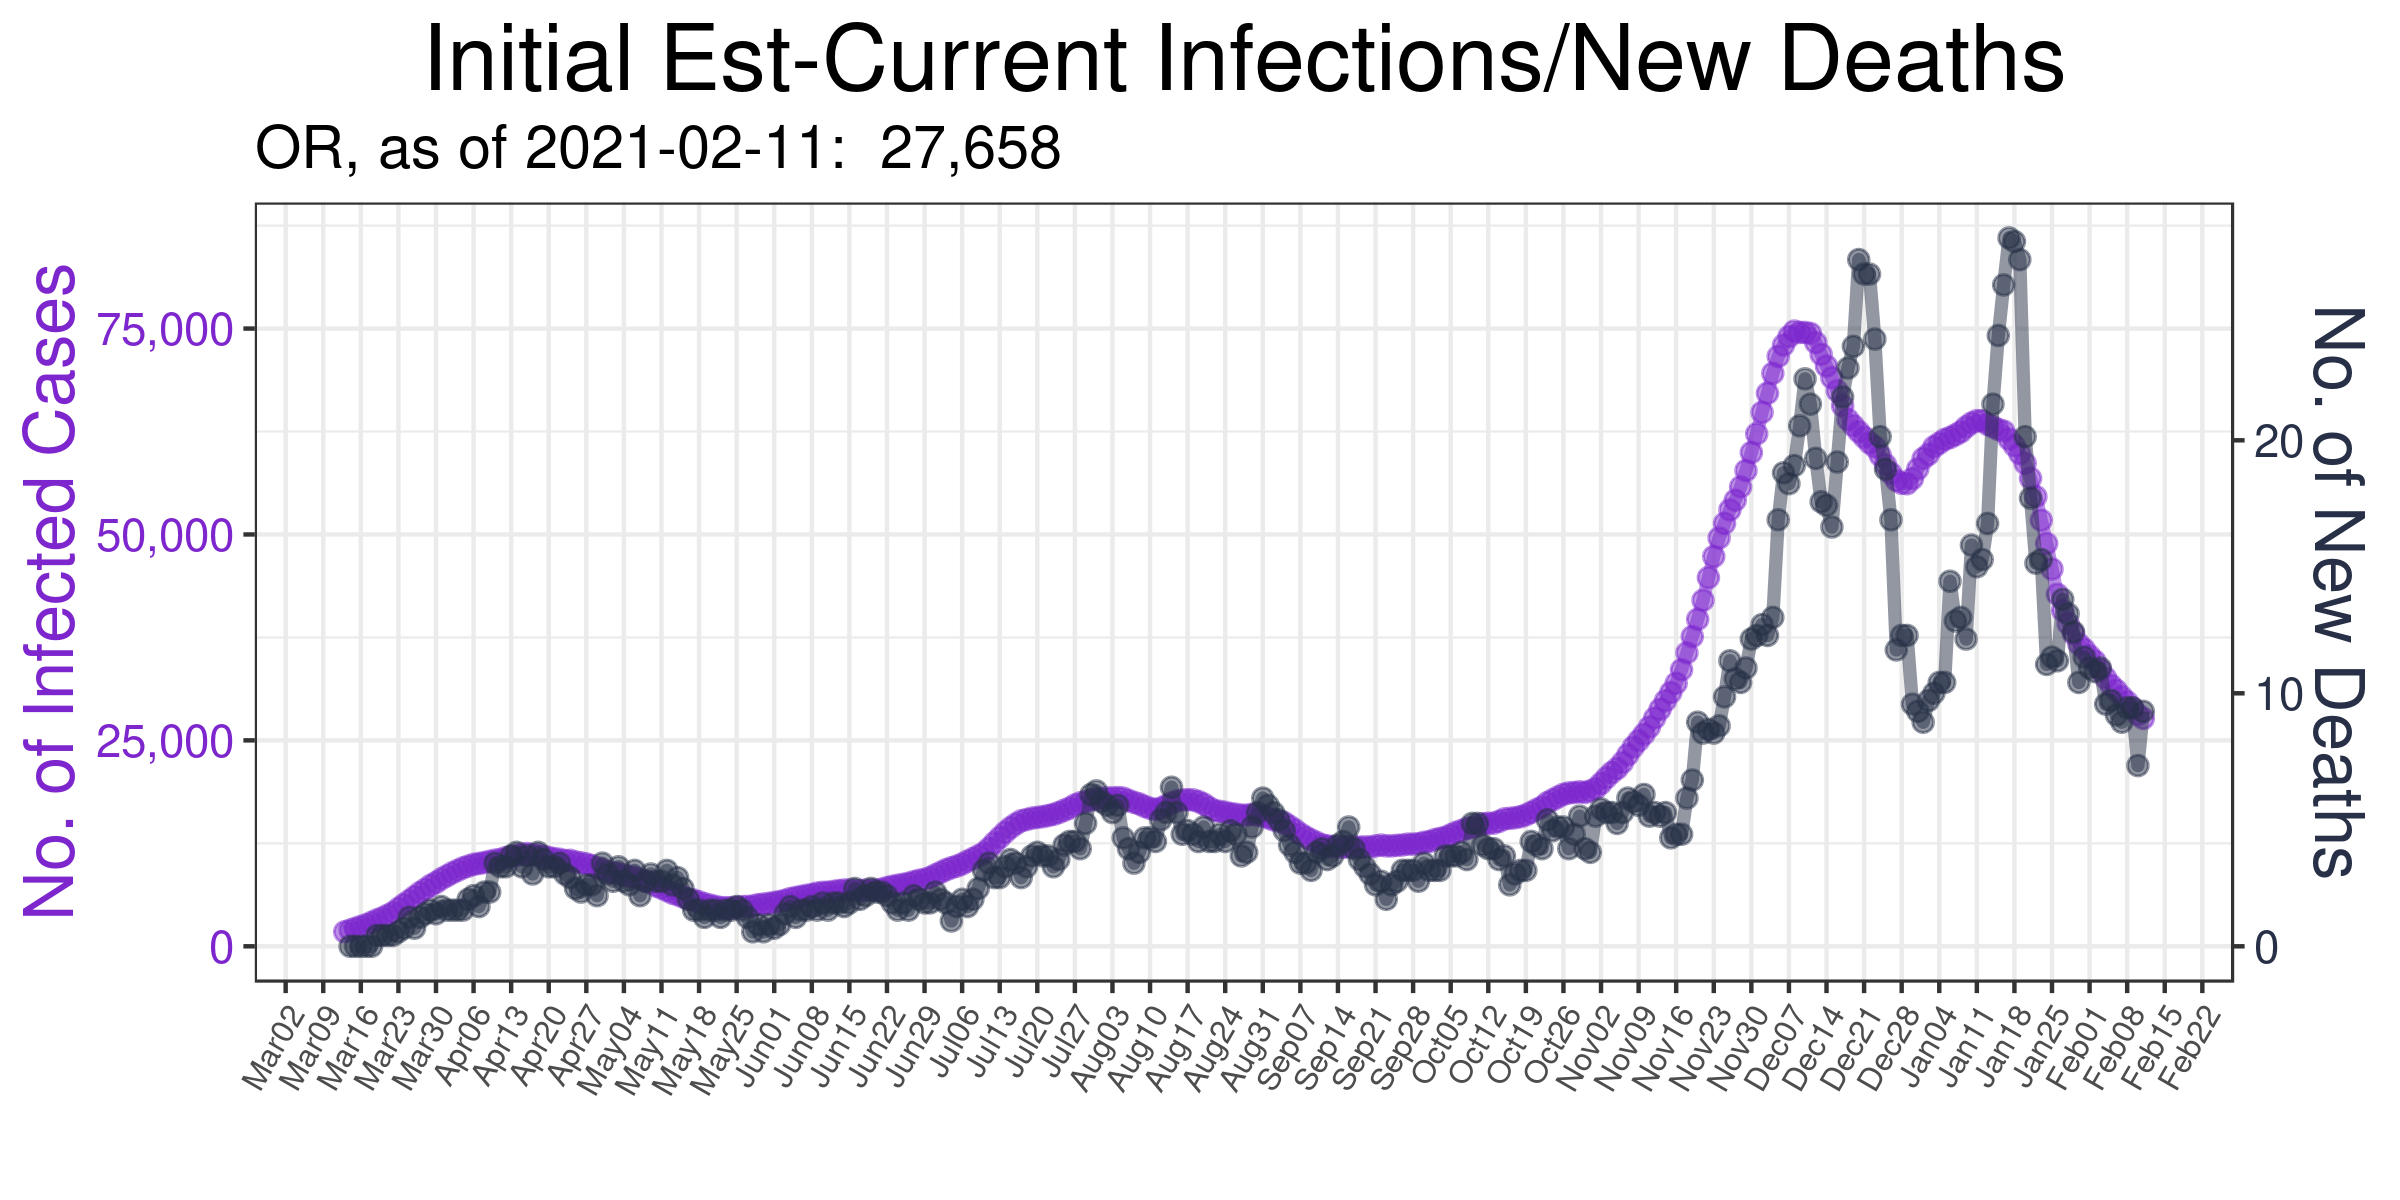 Initial Est-Current Infections/New Deaths
OR, as of 2021-02-11:  27,658
No. of Infected Cases
75,000
50,000
25,000
0
20
10
0
No. of New Deaths
Mar02 Mar09 Mar16 Mar23 Mar30 Apr06 Apr13 Apr20 Apr27 May04 May11 May18 May25 Jun01 Jun08 Jun15 Jun22 Jun29 Jul06 Jul13 Jul20 Jul27 Aug03 Aug10 Aug17 Aug24 Aug31 Sep07 Sep14 Sep21 Sep28 Oct05 Oct12 Oct19 Oct26 Nov02 Nov09 Nov16 Nov23 Nov30 Dec07 Dec14 Dec21 Dec28 Jan04 Jan11 Jan18 Jan25 Feb01 Feb08 Feb15 Feb22